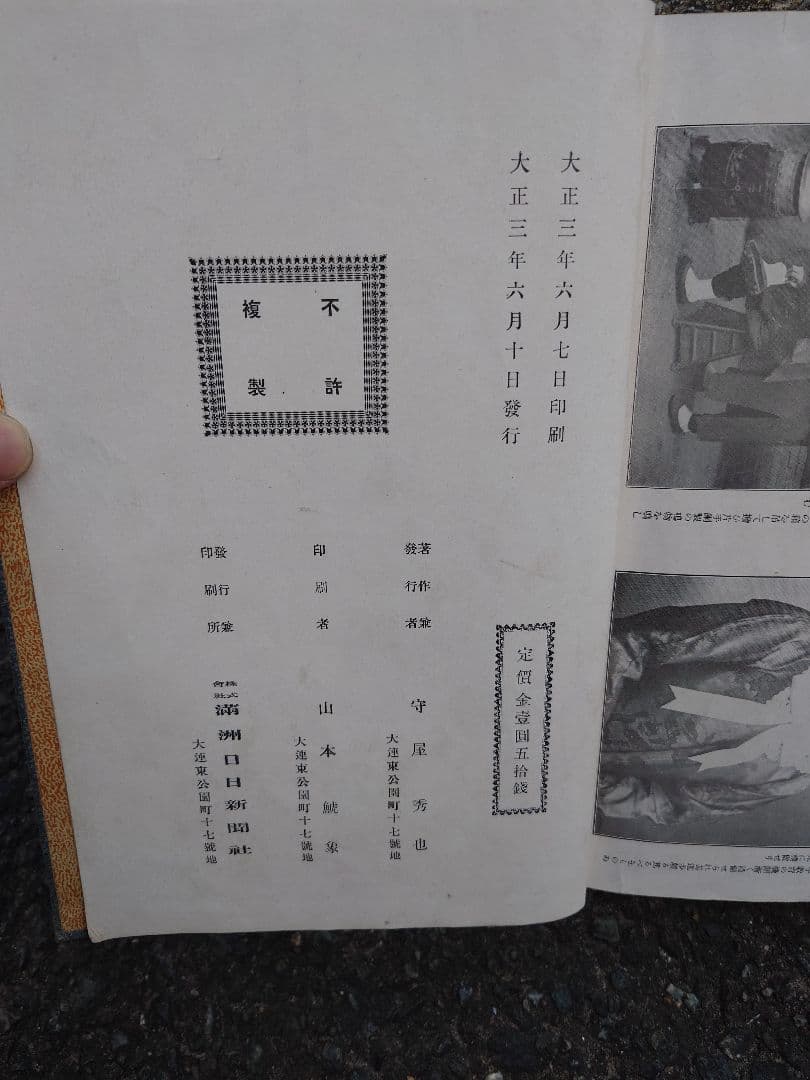 大正三年六月七日印刷
大正三年六月十日發行
不許
複製
定價金壹圓五拾錢
著作兼
發行者
守屋秀也
大連東公園町十七號地
印刷者
山本鯱象
大連東公園町十七號地
發行兼
印刷所
株式
會社
滿洲日日新聞社
大連東公園町十七號地